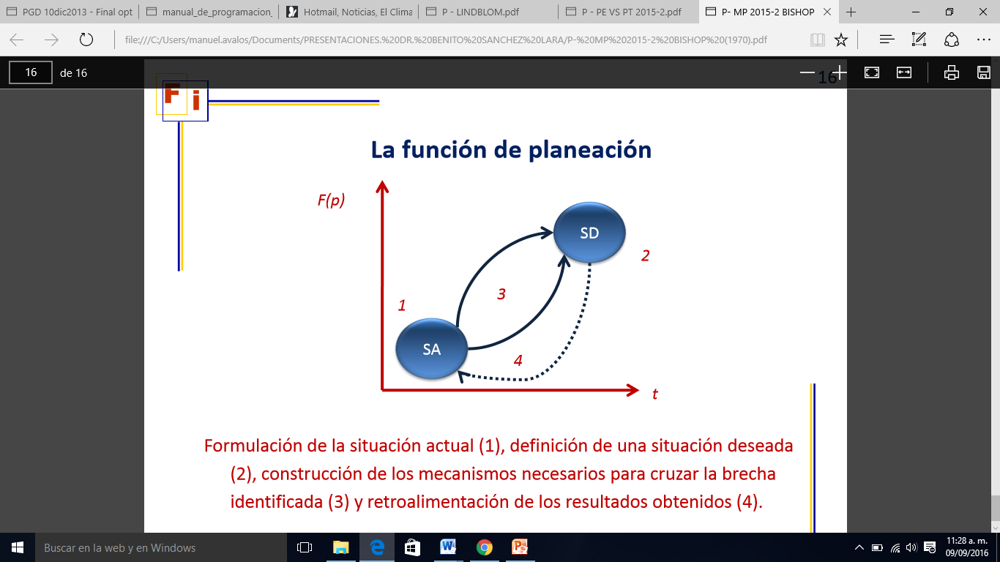 PGD 10dic2013 - Final opt
manual_de_programacion_
Hotmail, Noticias, El Clima
P - LINDBLOM.pdf
P - PE VS PT 2015-2.pdf
P- MP 2015-2 BISHOP
file:///C:/Users/manuel.avalos/Documents/PRESENTACIONES.%20DR.%20BENITO%20SANCHEZ%20LARA/P-%20MP%202015-2%20BISHOP%20(1970).pdf
16 de 16
16
Fi
La función de planeación
F(p)
SD
2
3
1
SA
4
t
Formulación de la situación actual (1), definición de una situación deseada
(2), construcción de los mecanismos necesarios para cruzar la brecha
identificada (3) y retroalimentación de los resultados obtenidos (4).
Buscar en la web y en Windows
11:28 a. m.
09/09/2016